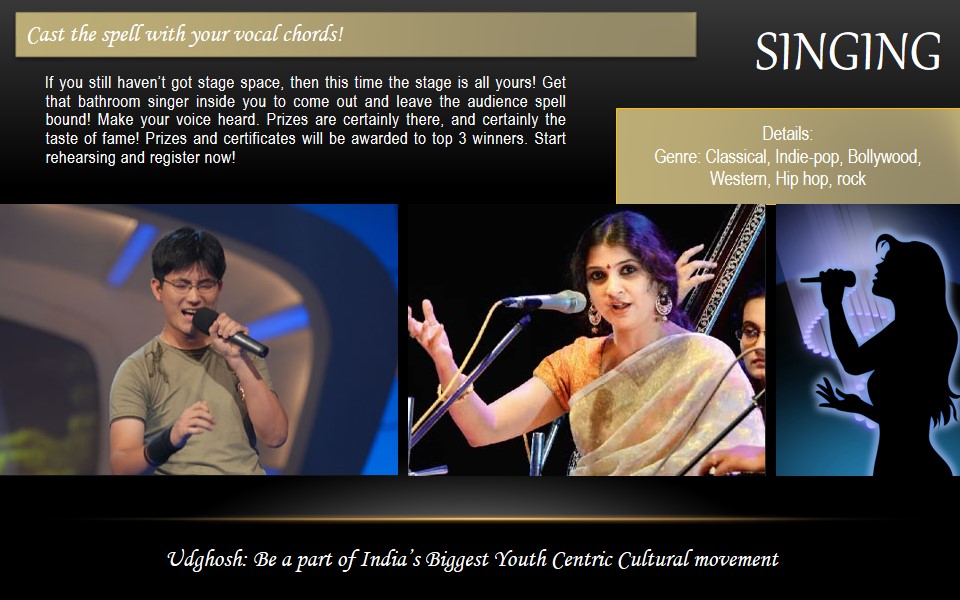 Cast the spell with your vocal chords!
SINGING
If you still haven’t got stage space, then this time the stage is all yours! Get
that bathroom singer inside you to come out and leave the audience spell
bound! Make your voice heard. Prizes are certainly there, and certainly the
taste of fame! Prizes and certificates will be awarded to top 3 winners. Start
rehearsing and register now!
Details:
Genre: Classical, Indie-pop, Bollywood,
Western, Hip hop, rock
Udghosh: Be a part of India’s Biggest Youth Centric Cultural movement